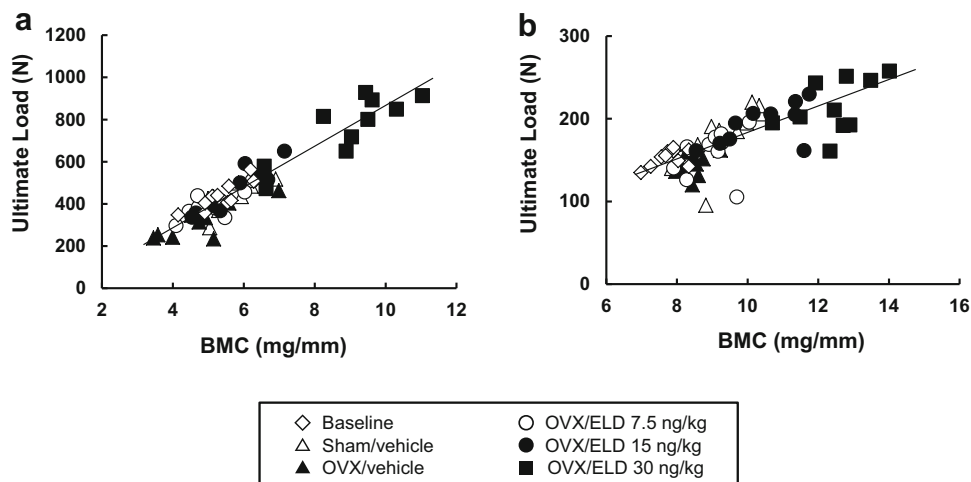 a
Ultimate Load (N)
1200
1000
800
600
400
200
0
2 4 6 8 10 12
BMC (mg/mm)
b
Ultimate Load (N)
300
200
100
0
6 8 10 12 14 16
BMC (mg/mm)
Baseline
Sham/vehicle
OVX/vehicle
OVX/ELD 7.5 ng/kg
OVX/ELD 15 ng/kg
OVX/ELD 30 ng/kg